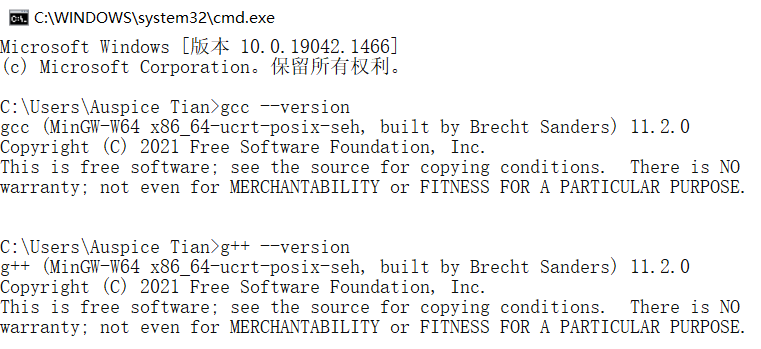 C:\WINDOWS\system32\cmd.exe
Microsoft Windows [版本 10.0.19042.1466]
(c) Microsoft Corporation。保留所有权利。
C:\Users\Auspice Tian>gcc --version
gcc (MinGW-W64 x86_64-ucrt-posix-seh, built by Brecht Sanders) 11.2.0
Copyright (C) 2021 Free Software Foundation, Inc.
This is free software; see the source for copying conditions.  There is NO
warranty; not even for MERCHANTABILITY or FITNESS FOR A PARTICULAR PURPOSE.
C:\Users\Auspice Tian>g++ --version
g++ (MinGW-W64 x86_64-ucrt-posix-seh, built by Brecht Sanders) 11.2.0
Copyright (C) 2021 Free Software Foundation, Inc.
This is free software; see the source for copying conditions.  There is NO
warranty; not even for MERCHANTABILITY or FITNESS FOR A PARTICULAR PURPOSE.